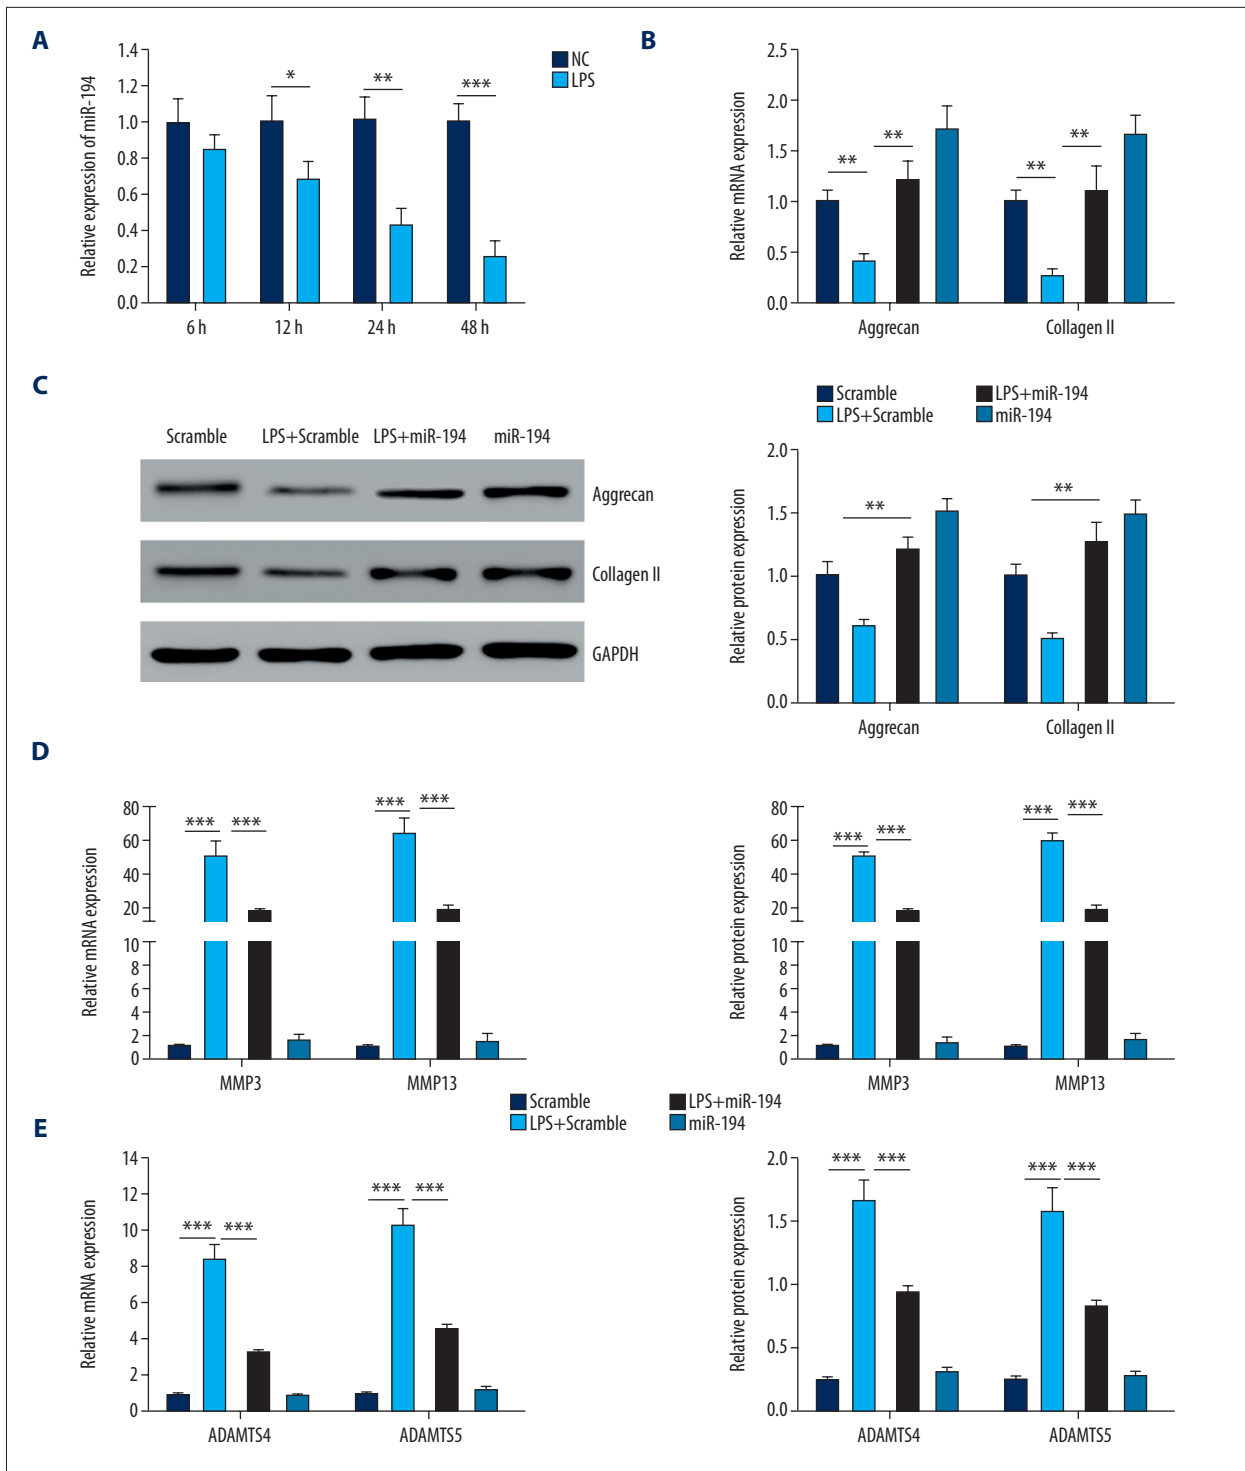 A
Relative expression of miR-194
1.4
1.2
1.0
0.8
0.6
0.4
0.2
0.0
NC
LPS
*
**
***
6 h
12 h
24 h
48 h
B
Relative mRNA expression
2.5
2.0
1.5
1.0
0.5
0.0
**
**
**
**
Aggrecan
Collagen II
C
Scramble
LPS+Scramble
LPS+miR-194
miR-194
Aggrecan
Collagen II
GAPDH
Scramble
LPS+Scramble
LPS+miR-194
miR-194
Relative protein expression
2.0
1.5
1.0
0.5
0.0
**
**
Aggrecan
Collagen II
D
Relative mRNA expression
80
60
40
20
10
8
6
4
2
0
***
***
***
***
MMP3
MMP13
Relative protein expression
80
60
40
20
10
8
6
4
2
0
***
***
***
***
MMP3
MMP13
Scramble
LPS+Scramble
LPS+miR-194
miR-194
E
Relative mRNA expression
14
12
10
8
6
4
2
0
***
***
***
***
ADAMTS4
ADAMTS5
Relative protein expression
2.0
1.5
1.0
0.5
0.0
***
***
***
***
ADAMTS4
ADAMTS5